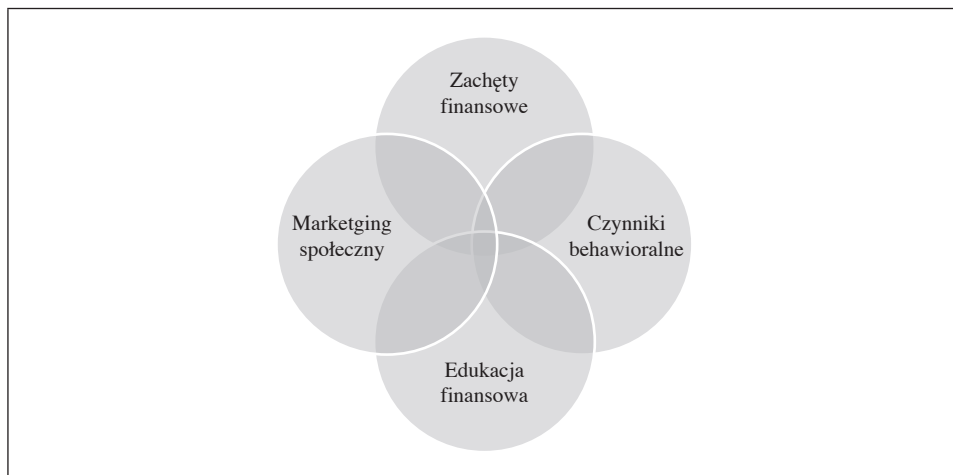 Zachęty
finansowe
Marketging
społeczny
Czynniki
behawioralne
Edukacja
finansowa